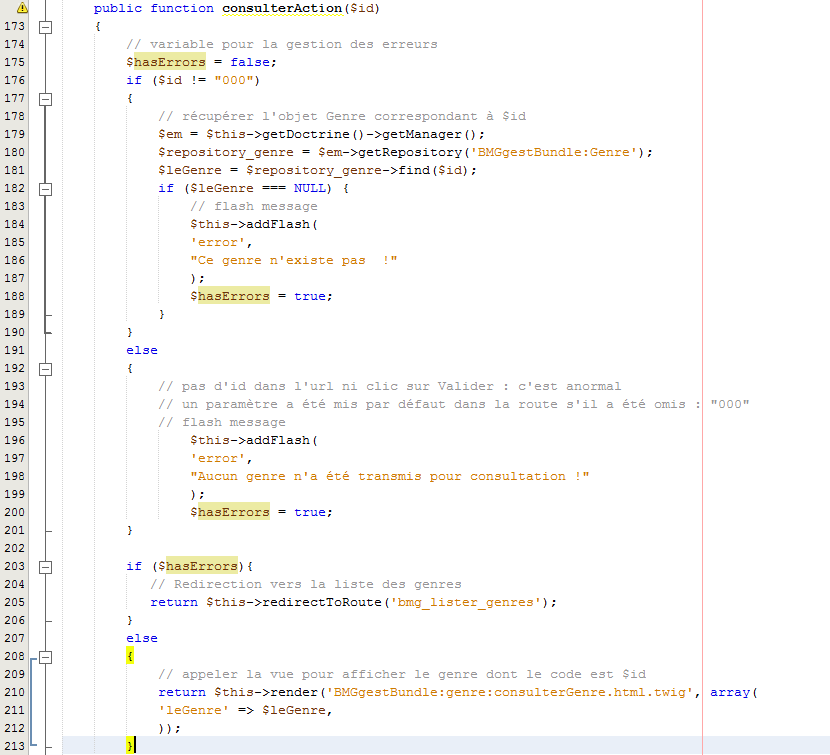 public function consulterAction($id)
173 {
174 // variable pour la gestion des erreurs
175 $hasErrors = false;
176 if ($id != "000")
177 {
178 // récupérer l'objet Genre correspondant à $id
179 $em = $this->getDoctrine()->getManager();
180 $repository_genre = $em->getRepository('BMGgestBundle:Genre');
181 $leGenre = $repository_genre->find($id);
182 if ($leGenre === NULL) {
183 // flash message
184 $this->addFlash(
185 'error',
186 "Ce genre n'existe pas  !"
187 );
188 $hasErrors = true;
189 }
190 }
191 else
192 {
193 // pas d'id dans l'url ni clic sur Valider : c'est anormal
194 // un paramètre a été mis par défaut dans la route s'il a été omis : "000"
195 // flash message
196 $this->addFlash(
197 'error',
198 "Aucun genre n'a été transmis pour consultation !"
199 );
200 $hasErrors = true;
201 }
202
203 if ($hasErrors){
204 // Redirection vers la liste des genres
205 return $this->redirectToRoute('bmg_lister_genres');
206 }
207 else
208 {
209 // appeler la vue pour afficher le genre dont le code est $id
210 return $this->render('BMGgestBundle:genre:consulterGenre.html.twig', array(
211 'leGenre' => $leGenre,
212 ));
213 }